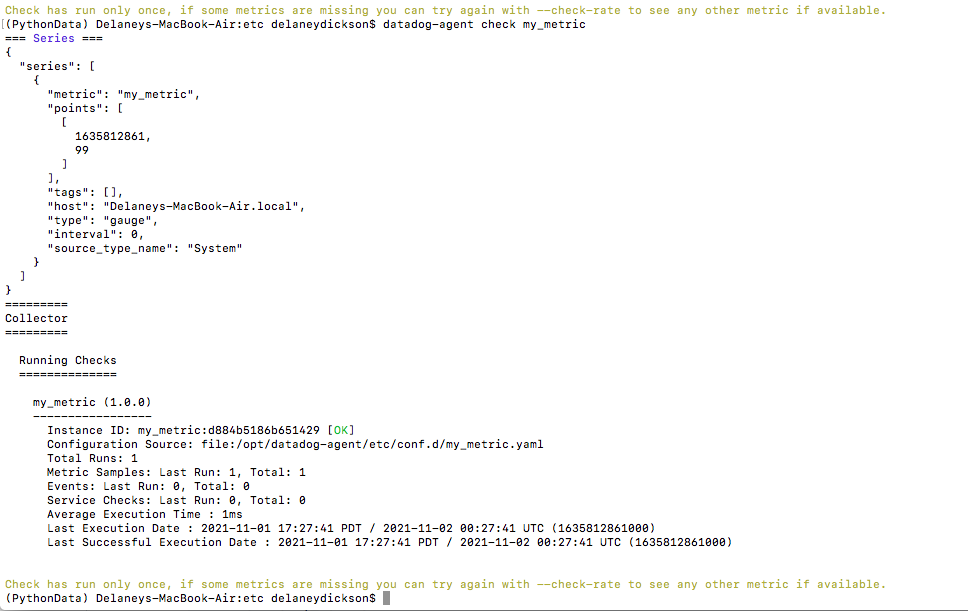 Check has run only once, if some metrics are missing you can try again with --check-rate to see any other metric if available.
[(PythonData) Delaneys-MacBook-Air:etc delaneydickson$ datadog-agent check my_metric
=== Series ===
{
  "series": [
    {
      "metric": "my_metric",
      "points": [
        [
          1635812861,
          99
        ]
      ],
      "tags": [],
      "host": "Delaneys-MacBook-Air.local",
      "type": "gauge",
      "interval": 0,
      "source_type_name": "System"
    }
  ]
}
=========
Collector
=========

  Running Checks
  ==============

    my_metric (1.0.0)
    -----------------
      Instance ID: my_metric:d884b5186b651429 [OK]
      Configuration Source: file:/opt/datadog-agent/etc/conf.d/my_metric.yaml
      Total Runs: 1
      Metric Samples: Last Run: 1, Total: 1
      Events: Last Run: 0, Total: 0
      Service Checks: Last Run: 0, Total: 0
      Average Execution Time : 1ms
      Last Execution Date : 2021-11-01 17:27:41 PDT / 2021-11-02 00:27:41 UTC (1635812861000)
      Last Successful Execution Date : 2021-11-01 17:27:41 PDT / 2021-11-02 00:27:41 UTC (1635812861000)

Check has run only once, if some metrics are missing you can try again with --check-rate to see any other metric if available.
(PythonData) Delaneys-MacBook-Air:etc delaneydickson$